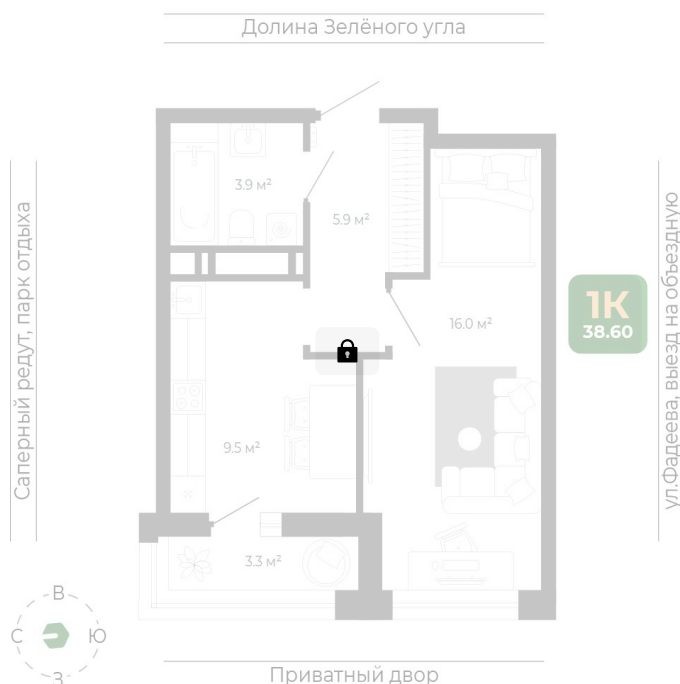 Долина Зелёного угла
3.9 м²
5.9 м²
Саперный редут, парк отдыха
ул.Фадеева, выезд на объездную
1К
38.60
16.0 м²
9.5 м²
3.3 м²
В
С
Ю
З
Приватный двор